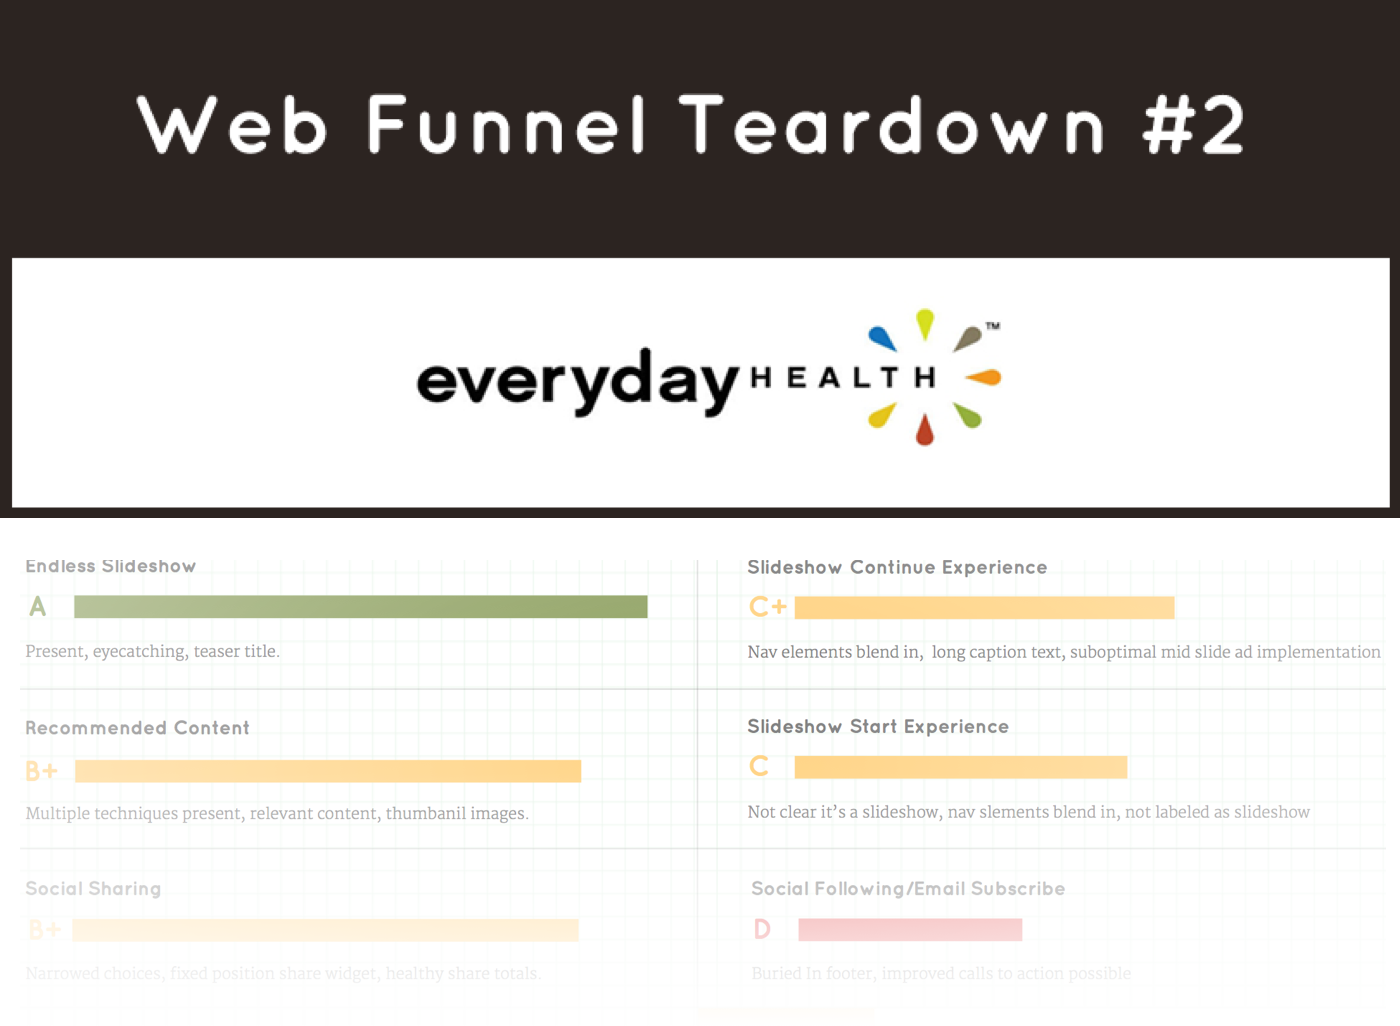 Web Funnel Teardown #2
everydayHEALTH™
Endless Slideshow
A
Present, eyecatching, teaser title.
Recommended Content
B+
Multiple techniques present, relevant content, thumbanil images.
Social Sharing
B+
Narrowed choices, fixed position share widget, healthy share totals.
Slideshow Continue Experience
C+
Nav elements blend in, long caption text, suboptimal mid slide ad implementation
Slideshow Start Experience
C
Not clear it’s a slideshow, nav slements blend in, not labeled as slideshow
Social Following/Email Subscribe
D
Buried In footer, improved calls to action possible